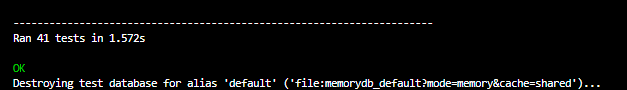 ----------------------------------------------------------------------
Ran 41 tests in 1.572s
OK
Destroying test database for alias 'default' ('file:memorydb_default?mode=memory&cache=shared')...